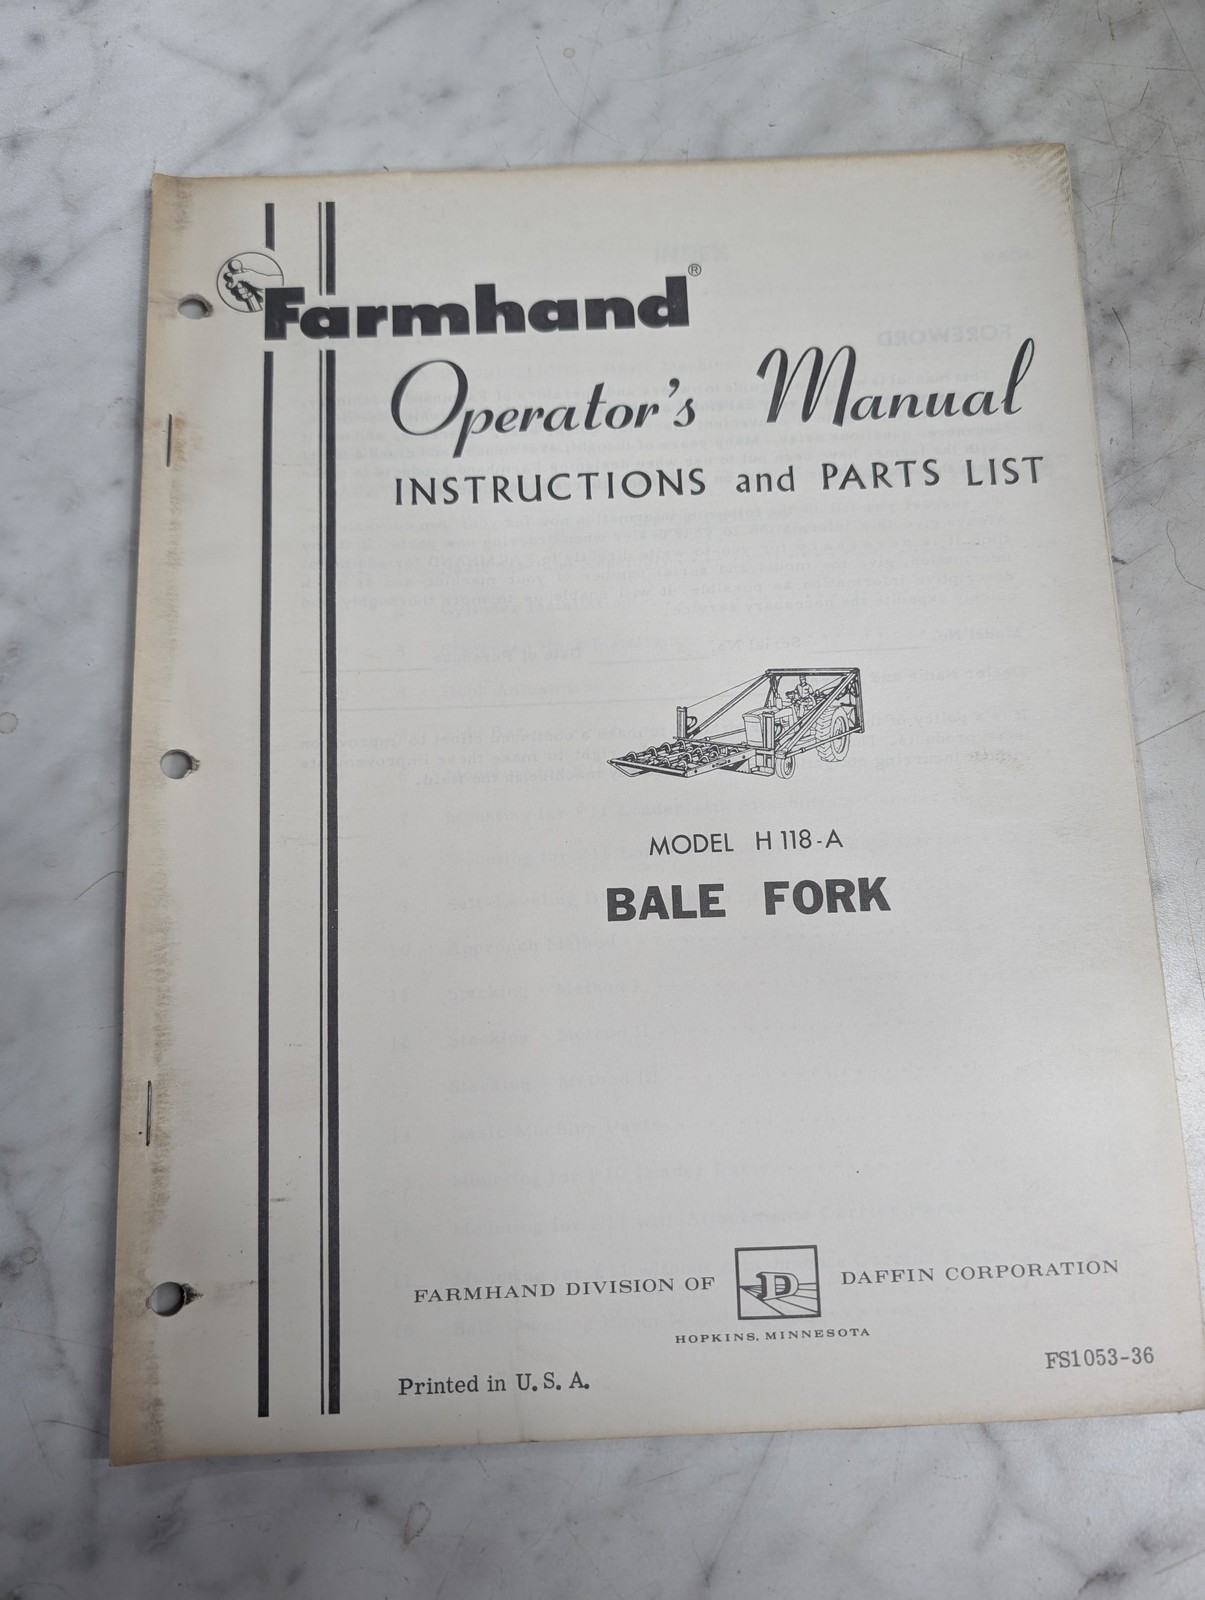 Farmhand®
Operator's Manual
INSTRUCTIONS and PARTS LIST
MODEL H 118-A
BALE FORK
FARMHAND DIVISION OF D DAFFIN CORPORATION
HOPKINS, MINNESOTA
FS1053-36
Printed in U. S. A.